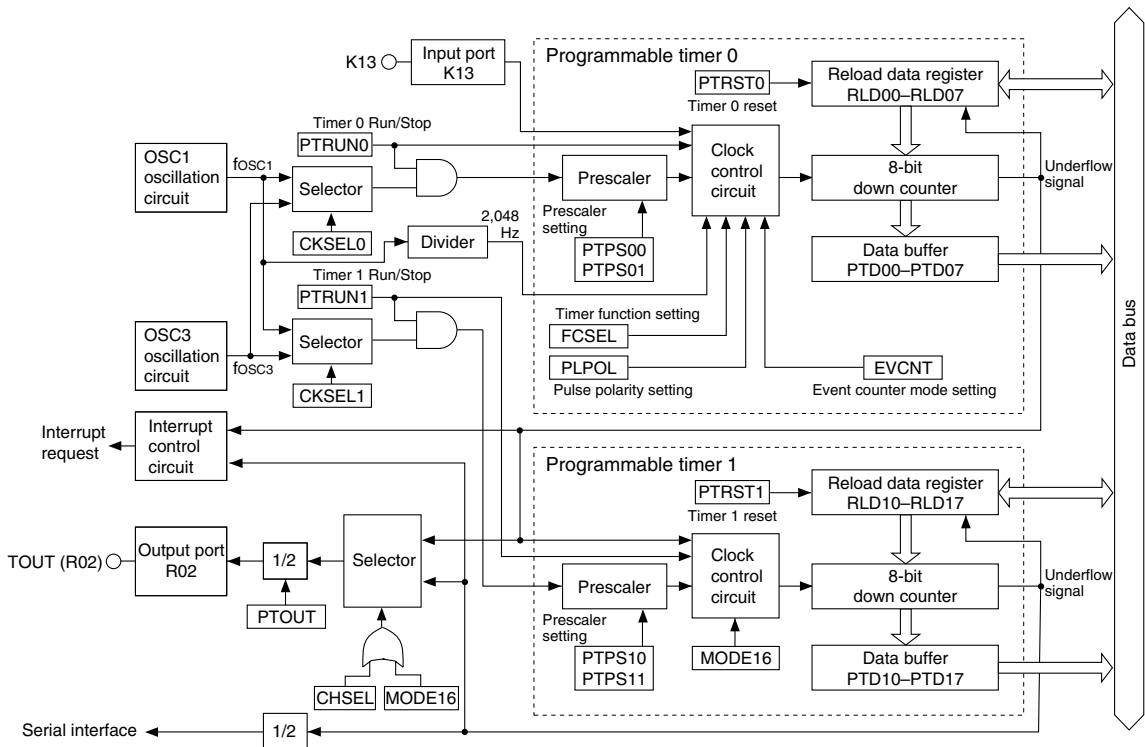 K13
Input port
K13
Programmable timer 0
PTRST0
Timer 0 reset
Reload data register
RLD00–RLD07
Timer 0 Run/Stop
PTRUN0
OSC1
oscillation
circuit
fOSC1
Selector
CKSEL0
Prescaler
Prescaler
setting
PTPS00
PTPS01
Clock
control
circuit
8-bit
down counter
Underflow
signal
2,048
Hz
Divider
Data buffer
PTD00–PTD07
Timer 1 Run/Stop
PTRUN1
OSC3
oscillation
circuit
fOSC3
Selector
CKSEL1
Timer function setting
FCSEL
PLPOL
Pulse polarity setting
EVCNT
Event counter mode setting
Data bus
Interrupt
request
Interrupt
control
circuit
Programmable timer 1
PTRST1
Timer 1 reset
Reload data register
RLD10–RLD17
TOUT (R02)
Output port
R02
1/2
PTOUT
Selector
CHSEL
MODE16
Prescaler
Prescaler
setting
PTPS10
PTPS11
Clock
control
circuit
MODE16
8-bit
down counter
Underflow
signal
Data buffer
PTD10–PTD17
Serial interface
1/2